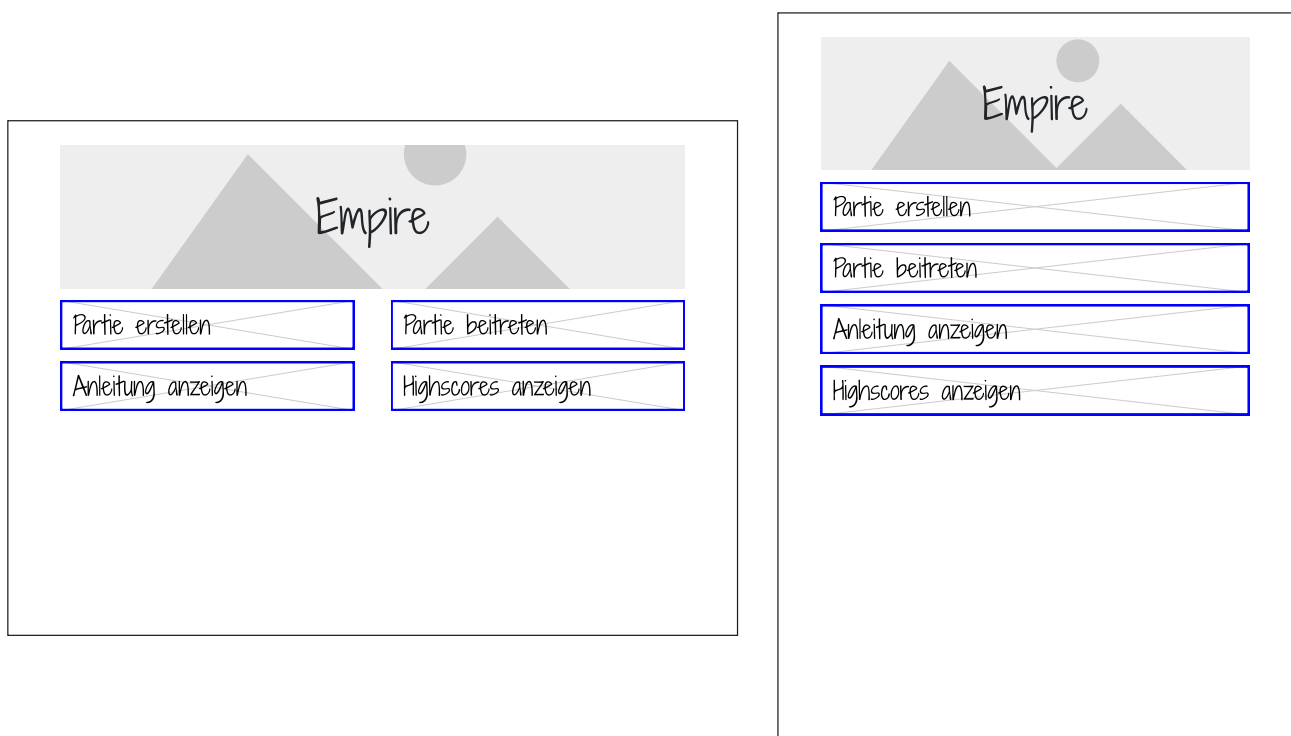 Empire
Partie erstellen
Partie beitreten
Anleitung anzeigen
Highscores anzeigen
Empire
Partie erstellen
Partie beitreten
Anleitung anzeigen
Highscores anzeigen